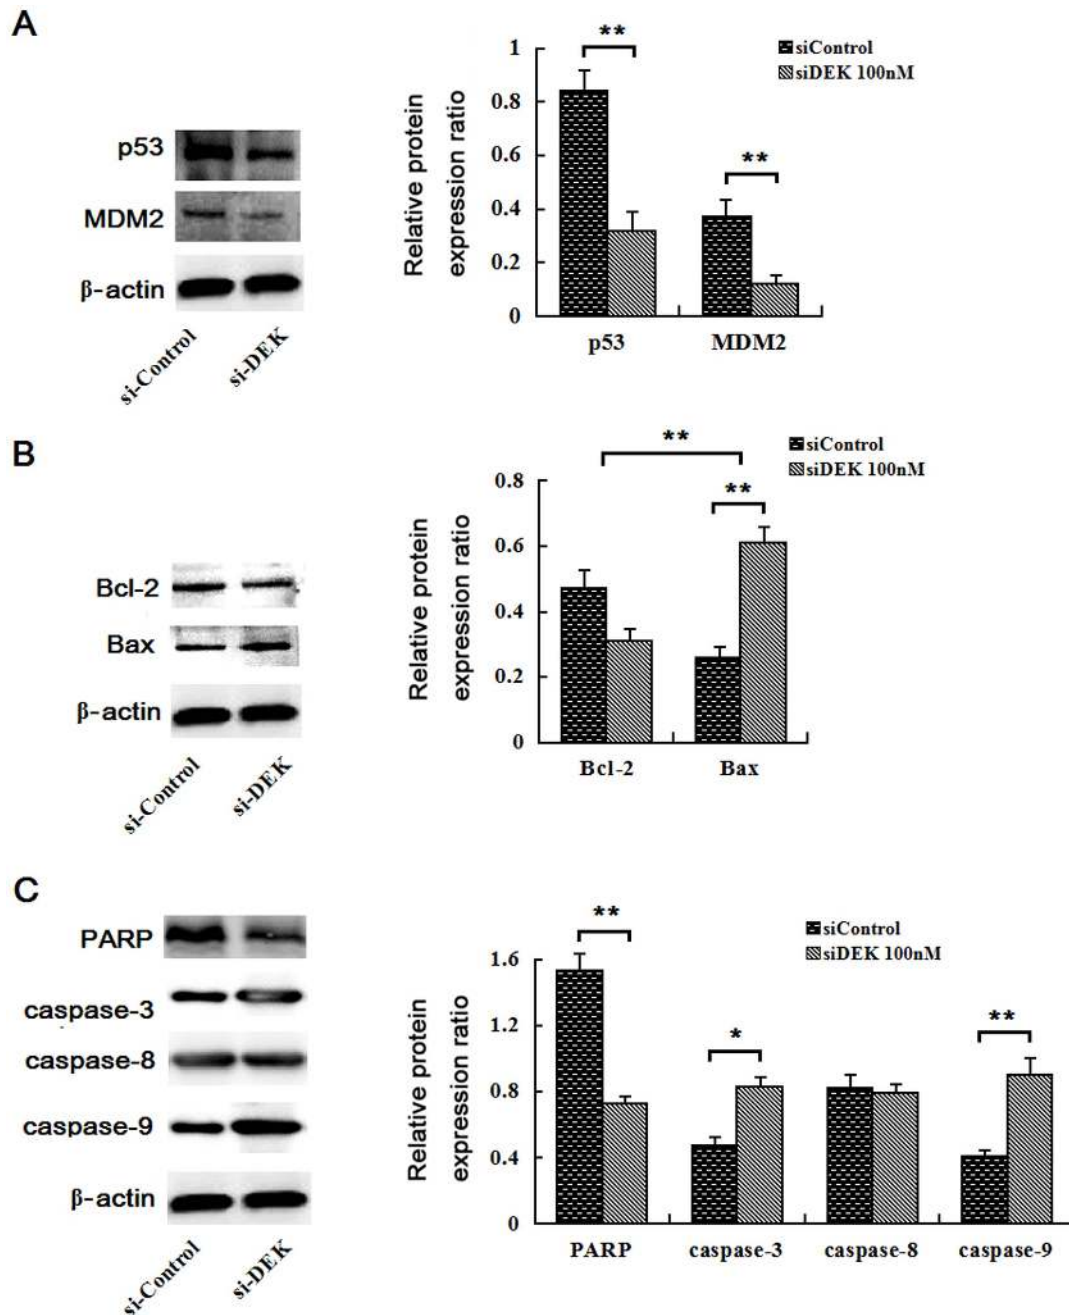 A
p53
MDM2
β-actin
si-Control
si-DEK
Relative protein
expression ratio
1
0.8
0.6
0.4
0.2
0
**
**
siControl
siDEK 100nM
p53
MDM2
B
Bcl-2
Bax
β-actin
si-Control
si-DEK
Relative protein
expression ratio
0.8
0.6
0.4
0.2
0
**
**
siControl
siDEK 100nM
Bcl-2
Bax
C
PARP
caspase-3
caspase-8
caspase-9
β-actin
si-Control
si-DEK
Relative protein
expression ratio
1.6
1.2
0.8
0.4
0
**
*
**
siControl
siDEK 100nM
PARP
caspase-3
caspase-8
caspase-9